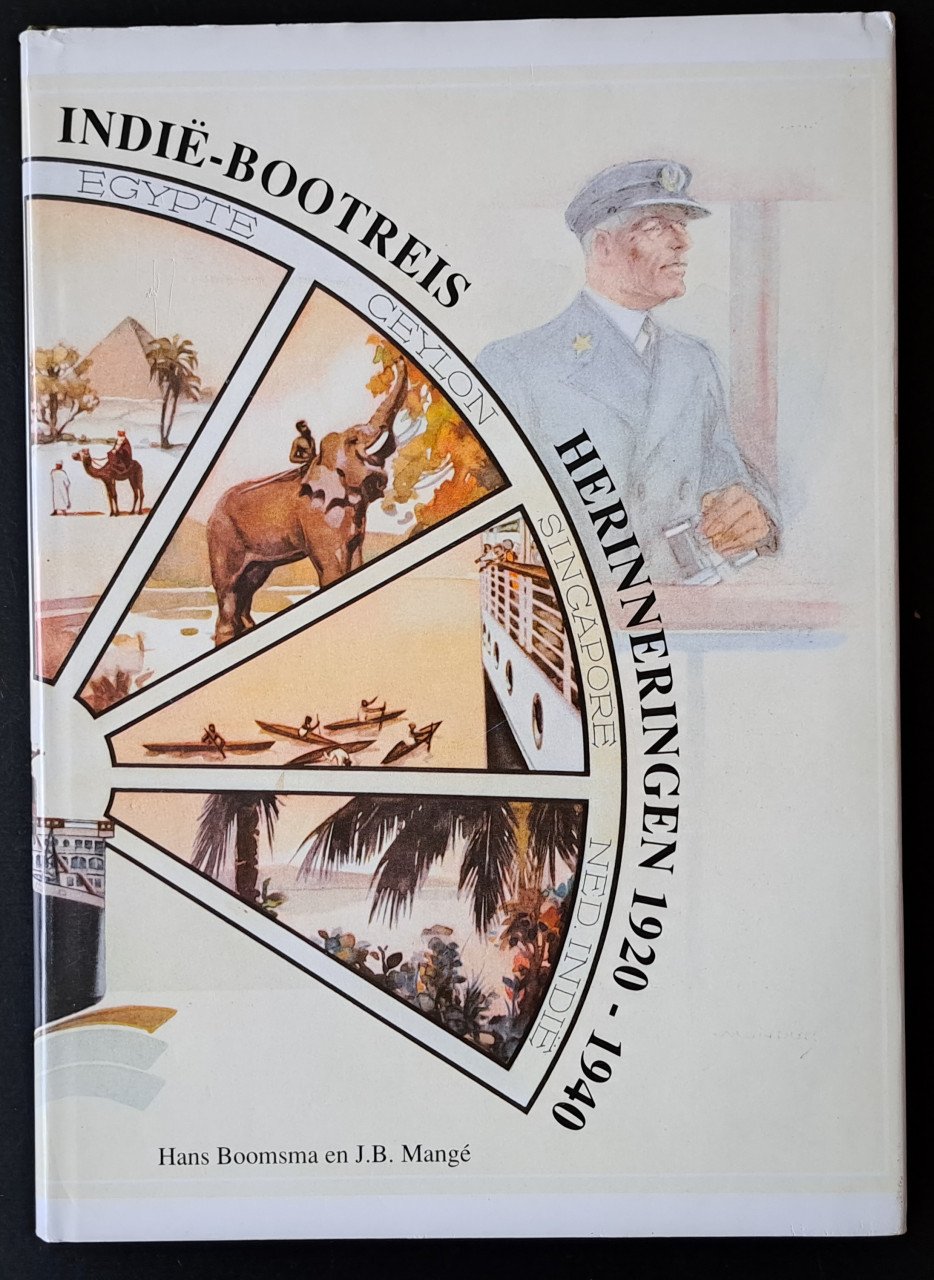 INDIË-BOOTREIS
HERINNERINGEN 1920 - 1940
EGYPTE
CEYLON
SINGAPORE
NED. INDIË
Hans Boomsma en J.B. Mangé